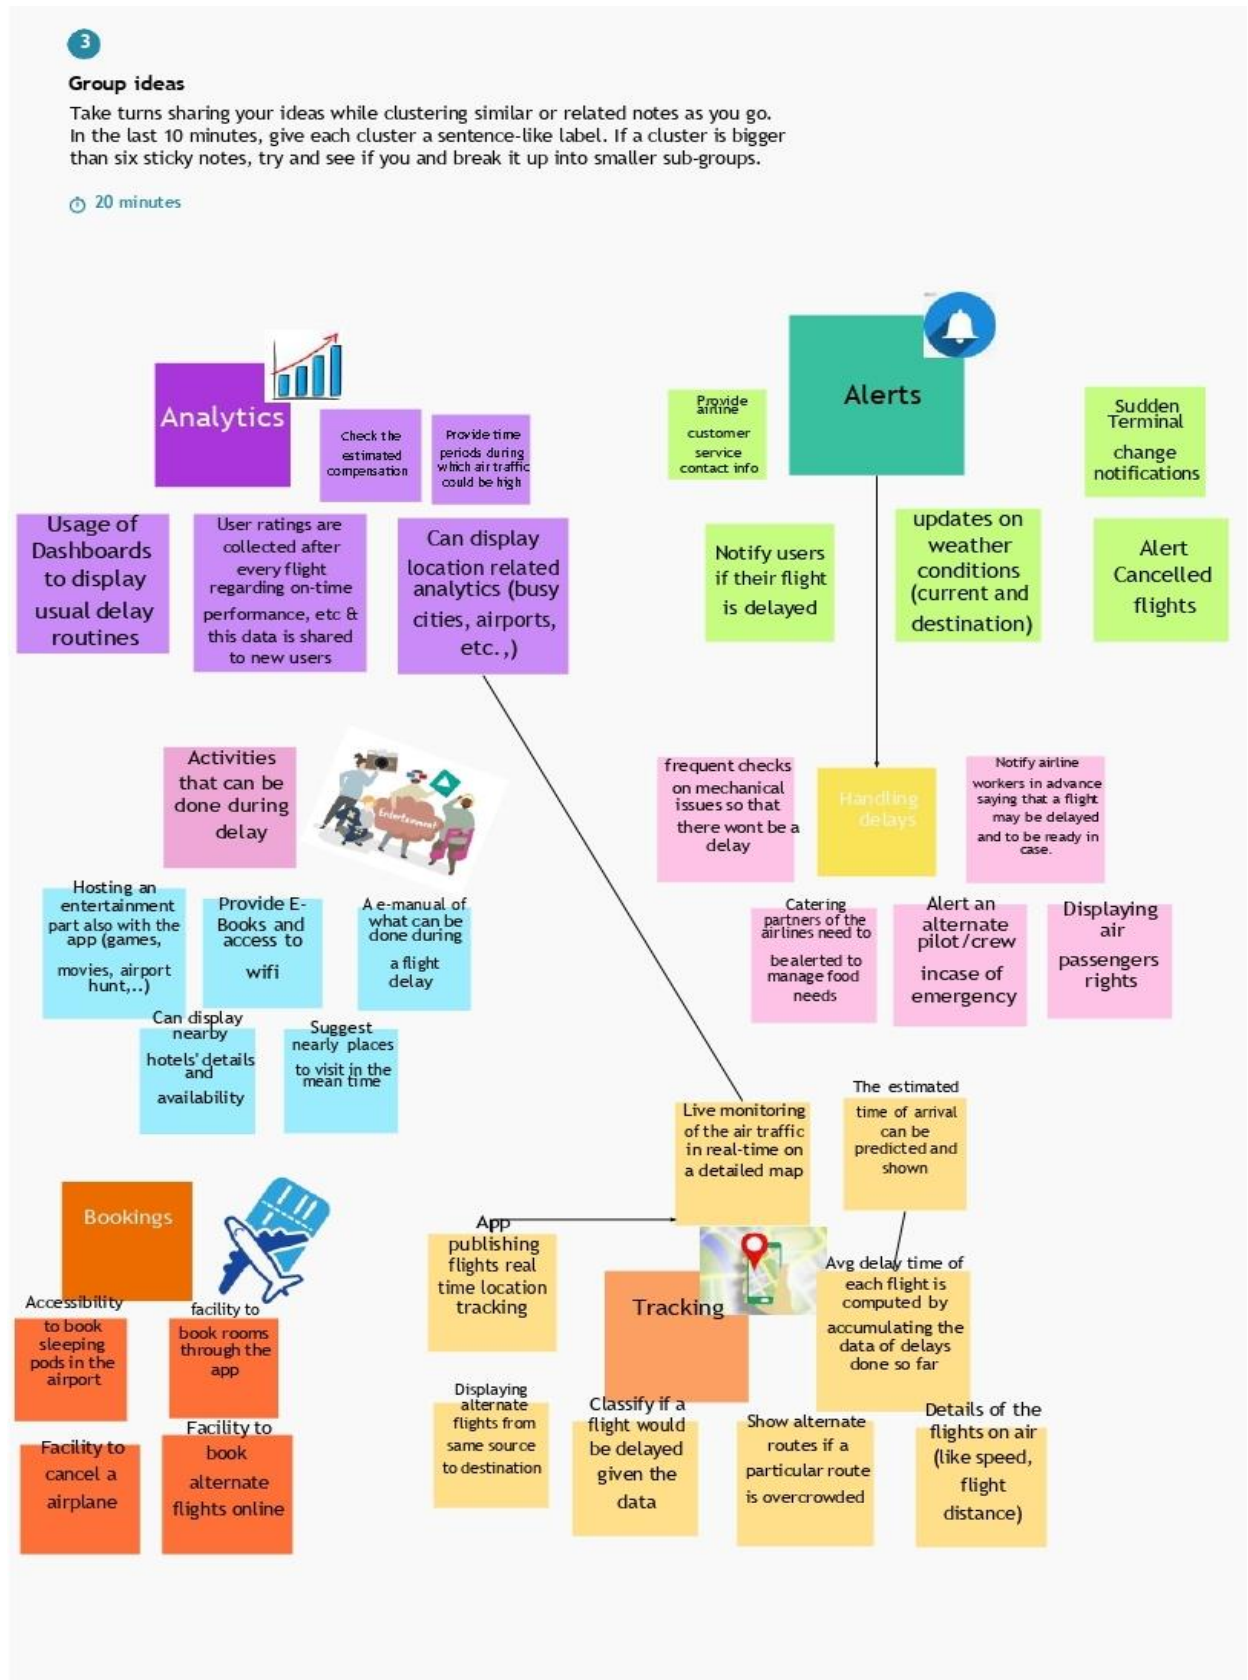 3
Group ideas
Take turns sharing your ideas while clustering similar or related notes as you go.
In the last 10 minutes, give each cluster a sentence-like label. If a cluster is bigger
than six sticky notes, try and see if you and break it up into smaller sub-groups.
20 minutes
Analytics
Check the
estimated
compensation
Provide time
periods during
which air traffic
could be high
Usage of
Dashboards
to display
usual delay
routines
User ratings are
collected after
every flight
regarding on-time
performance, etc &
this data is shared
to new users
Can display
location related
analytics (busy
cities, airports,
etc.,)
Alerts
Provide
airline
customer
service
contact info
Sudden
Terminal
change
notifications
Notify users
if their flight
is delayed
updates on
weather
conditions
(current and
destination)
Alert
Cancelled
flights
Activities
that can be
done during
delay
Entertainment
Hosting an
entertainment
part also with the
app (games,
movies, airport
hunt,..)
Provide E-
Books and
access to
wifi
A e-manual of
what can be
done during
a flight
delay
Can display
nearby
hotels' details
and
availability
Suggest
nearly places
to visit in the
mean time
frequent checks
on mechanical
issues so that
there wont be a
delay
Handling
delays
Notify airline
workers in advance
saying that a flight
may be delayed
and to be ready in
case.
Catering
partners of the
airlines need to
be alerted to
manage food
needs
Alert an
alternate
pilot/crew
incase of
emergency
Displaying
air
passengers
rights
Bookings
Accessibility
to book
sleeping
pods in the
airport
facility to
book rooms
through the
app
Facility to
cancel a
airplane
Facility to
book
alternate
flights online
Live monitoring
of the air traffic
in real-time on
a detailed map
The estimated
time of arrival
can be
predicted and
shown
App
publishing
flights real
time location
tracking
Tracking
Avg delay time of
each flight is
computed by
accumulating the
data of delays
done so far
Displaying
alternate
flights from
same source
to destination
Classify if a
flight would
be delayed
given the
data
Show alternate
routes if a
particular route
is overcrowded
Details of the
flights on air
(like speed,
flight
distance)